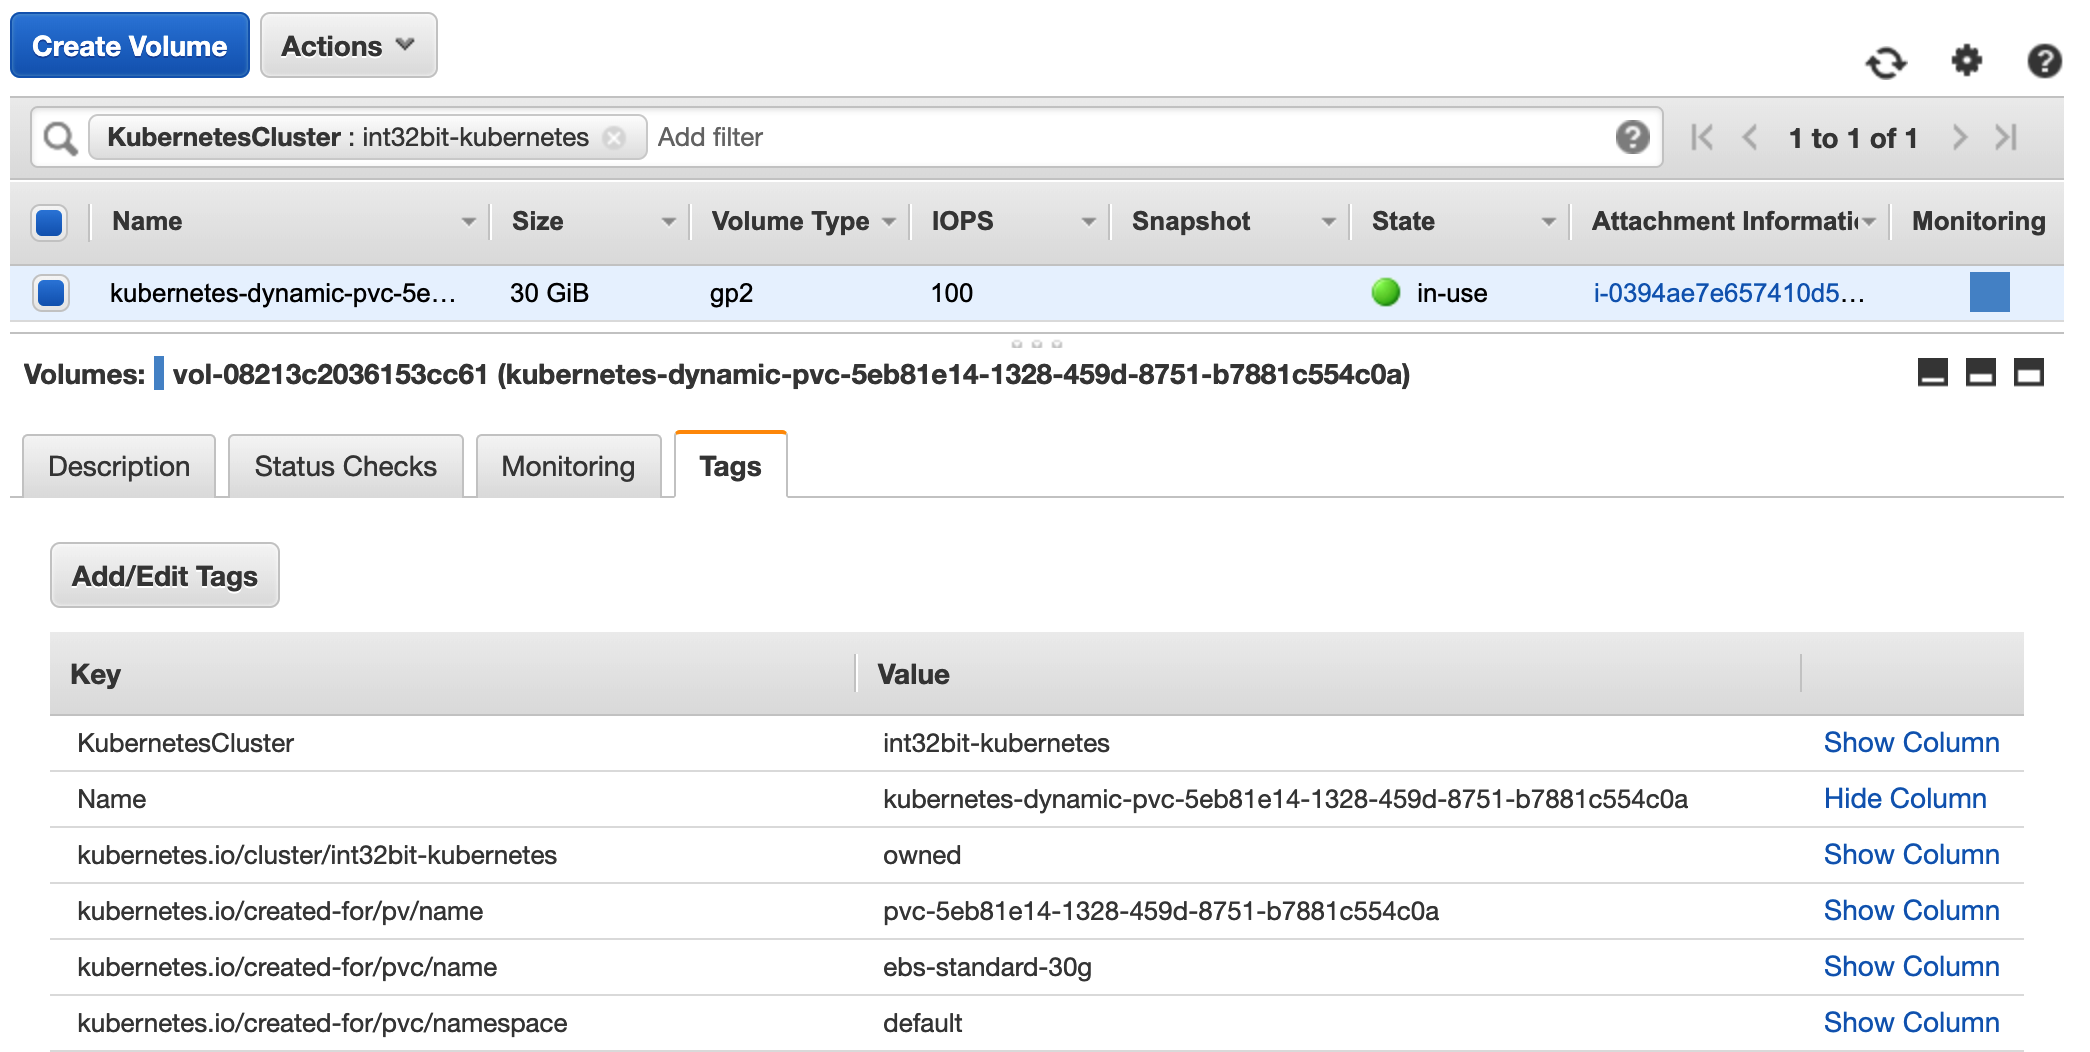 Create Volume Actions
KubernetesCluster : int32bit-kubernetes Add filter 1 to 1 of 1
Name Size Volume Type IOPS Snapshot State Attachment Informati Monitoring
kubernetes-dynamic-pvc-5e... 30 GiB gp2 100 in-use i-0394ae7e657410d5...
Volumes: vol-08213c2036153cc61 (kubernetes-dynamic-pvc-5eb81e14-1328-459d-8751-b7881c554c0a)
Description Status Checks Monitoring Tags
Add/Edit Tags
Key Value
KubernetesCluster int32bit-kubernetes Show Column
Name kubernetes-dynamic-pvc-5eb81e14-1328-459d-8751-b7881c554c0a Hide Column
kubernetes.io/cluster/int32bit-kubernetes owned Show Column
kubernetes.io/created-for/pv/name pvc-5eb81e14-1328-459d-8751-b7881c554c0a Show Column
kubernetes.io/created-for/pvc/name ebs-standard-30g Show Column
kubernetes.io/created-for/pvc/namespace default Show Column